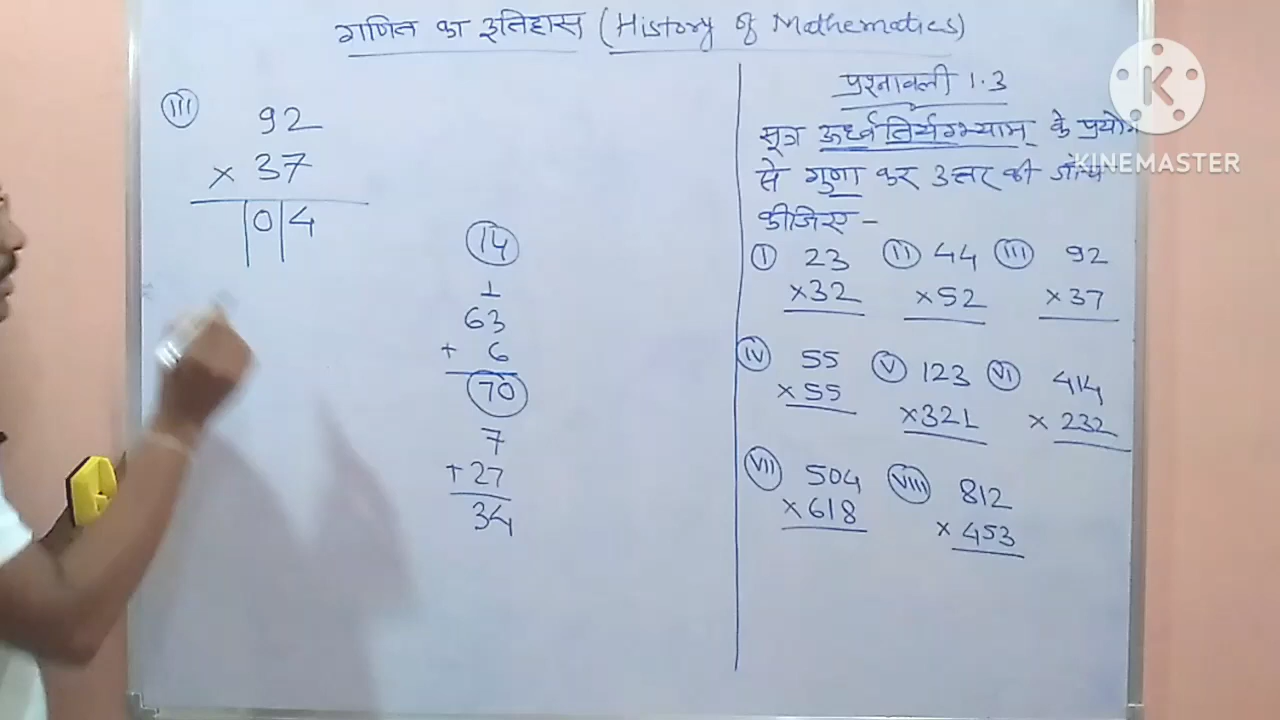 गणित का इतिहास (History of Mathematics)
III
92
× 37
0 4
14
1
63
+ 6
70
7
+ 27
34
प्रश्नावली 1.3
सूत्र ऊर्ध्वतिर्यग्भ्याम् के प्रयोग
से गुणा कर उत्तर की
कीजिए -
I 23 II 44 III 92
×32 ×52 ×37
IV 55 V 123 VI 414
×55 ×321 × 232
VII 504 VIII 812
×618 × 453
K
KINEMASTER